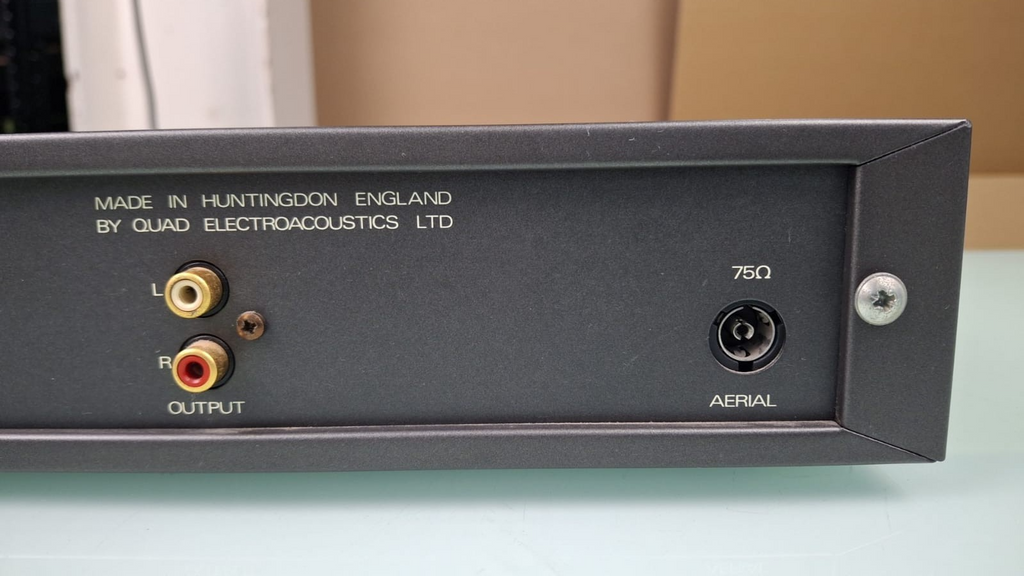 MADE IN HUNTINGDON ENGLAND
BY QUAD ELECTROACOUSTICS LTD
L
R
OUTPUT
75Ω
AERIAL